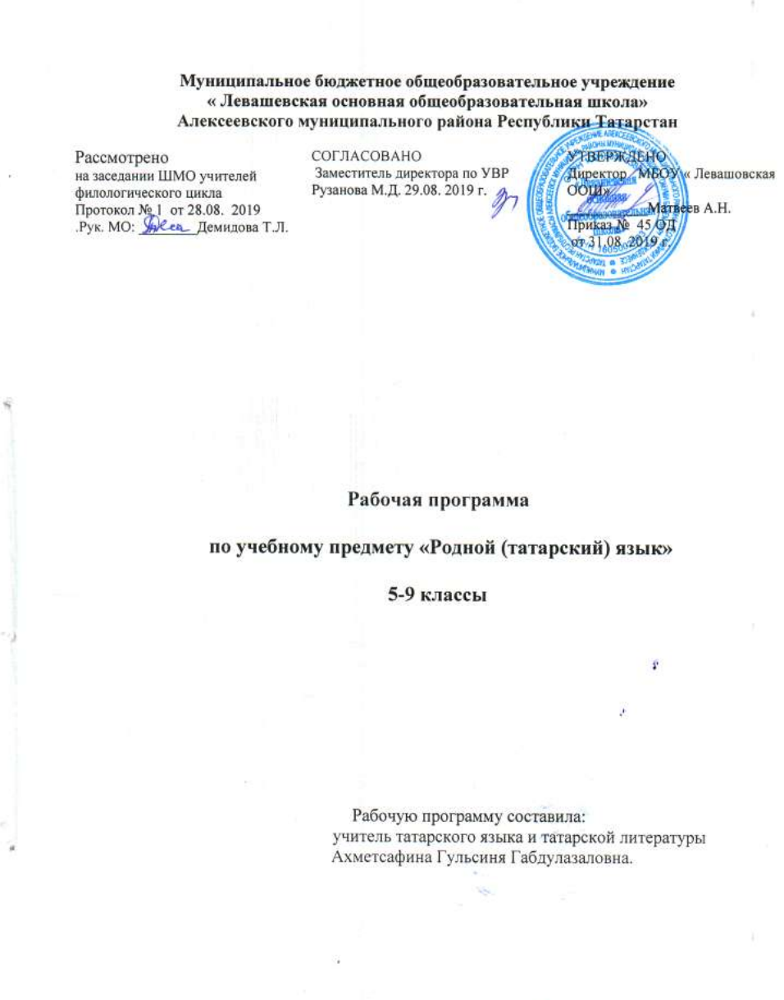 Муниципальное бюджетное общеобразовательное учреждение
« Левашевская основная общеобразовательная школа»
Алексеевского муниципального района Республики Татарстан
Рассмотрено
на заседании ШМО учителей
филологического цикла
Протокол № 1 от 28.08. 2019
.Рук. МО: Демидова Т.Л.
СОГЛАСОВАНО
Заместитель директора по УВР
Рузанова М.Д. 29.08. 2019 г.
УТВЕРЖДЕНО
Директор МБОУ « Левашовская
ООШ»
Матвеев А.Н.
Приказ № 45 ОД
от 31.08. 2019 г.
Рабочая программа
по учебному предмету «Родной (татарский) язык»
5-9 классы
Рабочую программу составила:
учитель татарского языка и татарской литературы
Ахметсафина Гульсиня Габдулазаловна.